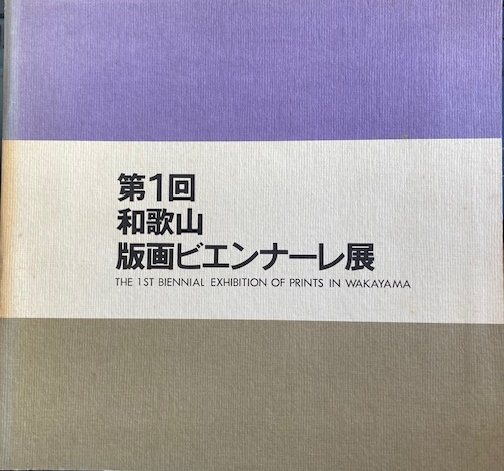 第1回
和歌山
版画ビエンナーレ展
THE 1ST BIENNIAL EXHIBITION OF PRINTS IN WAKAYAMA